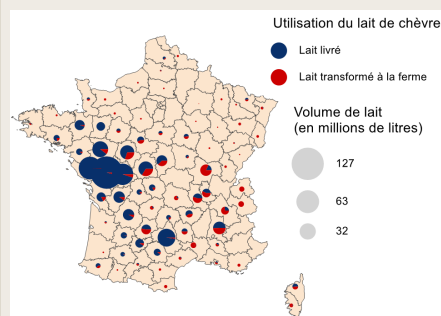 Utilisation du lait de chèvre
Lait livré
Lait transformé à la ferme
Volume de lait
(en millions de litres)
127
63
32